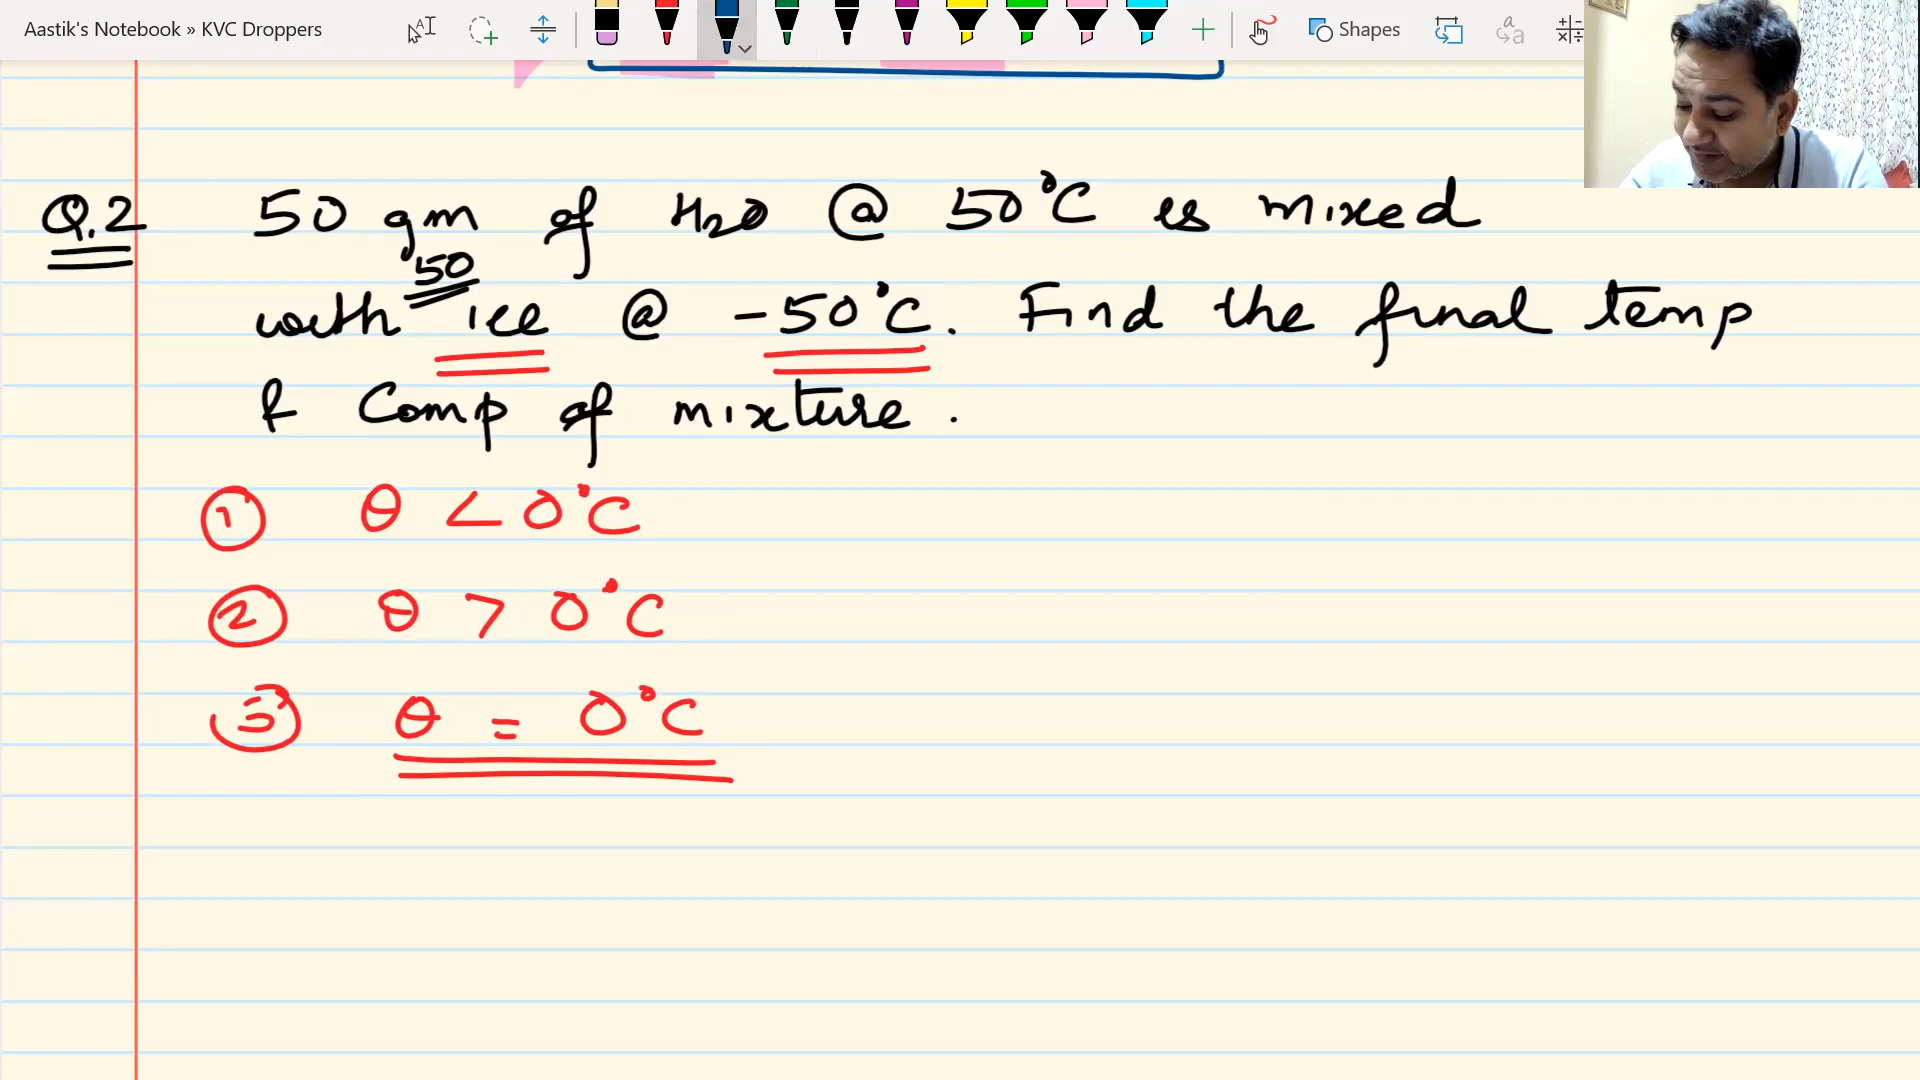 Aastik's Notebook » KVC Droppers
Shapes
Q.2 50 gm of H2O @ 50°C is mixed
50
with ice @ -50°C. Find the final temp
& Comp of mixture.
1 θ < 0°C
2 θ > 0°C
3 θ = 0°C